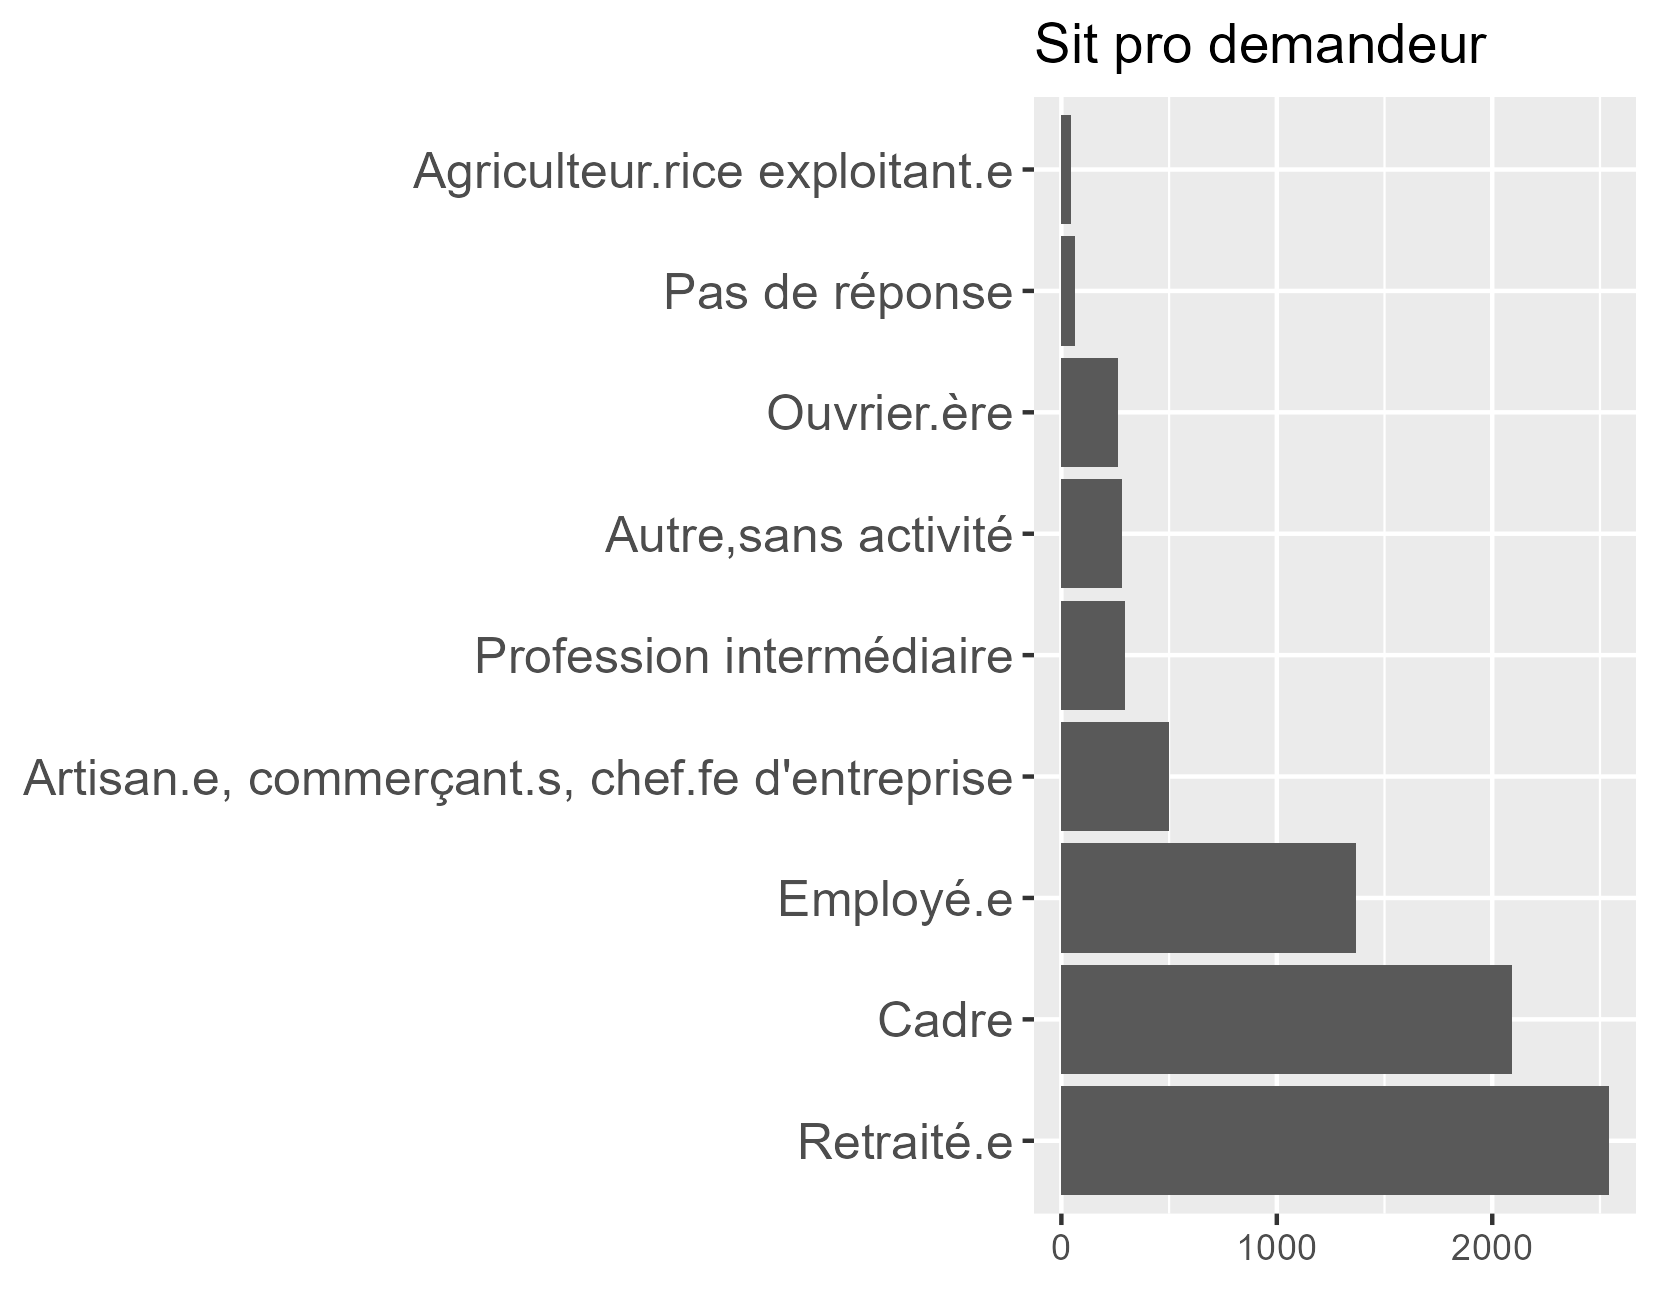 Sit pro demandeur
Agriculteur.rice exploitant.e
Pas de réponse
Ouvrier.ère
Autre,sans activité
Profession intermédiaire
Artisan.e, commerçant.s, chef.fe d'entreprise
Employé.e
Cadre
Retraité.e
0 1000 2000